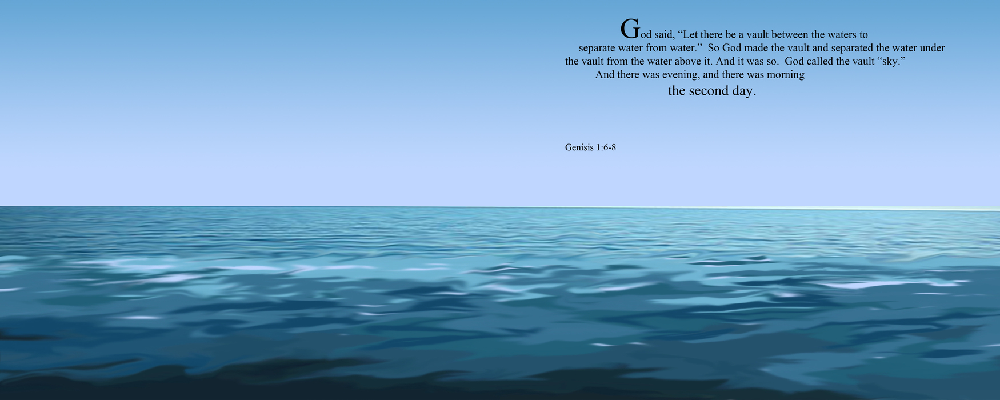 God said, “Let there be a vault between the waters to
separate water from water.”  So God made the vault and separated the water under
the vault from the water above it. And it was so.  God called the vault “sky.”
And there was evening, and there was morning
the second day.
Genisis 1:6-8